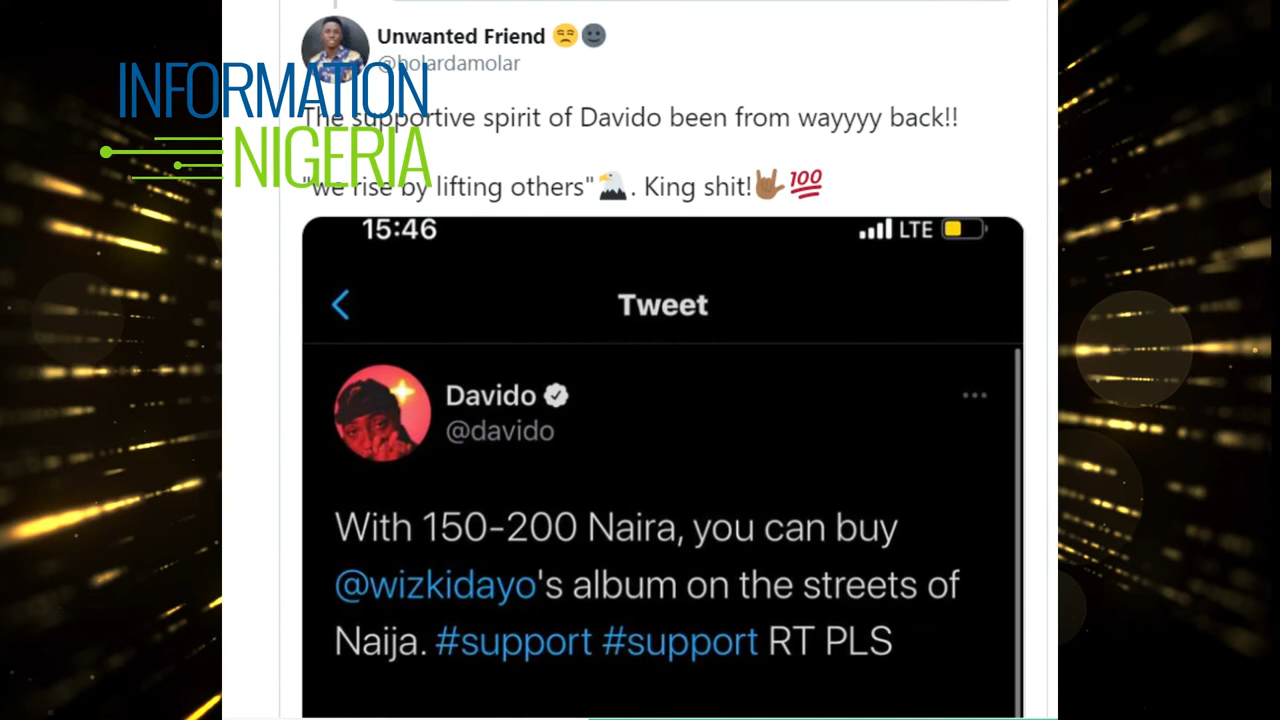 Unwanted Friend
@holardamolar
INFORMATION
NIGERIA
The supportive spirit of Davido been from wayyyy back!!
"we rise by lifting others"🦅. King shit!🤟🏾💯
15:46 LTE
Tweet
Davido
@davido
With 150-200 Naira, you can buy
@wizkidayo's album on the streets of
Naija. #support #support RT PLS